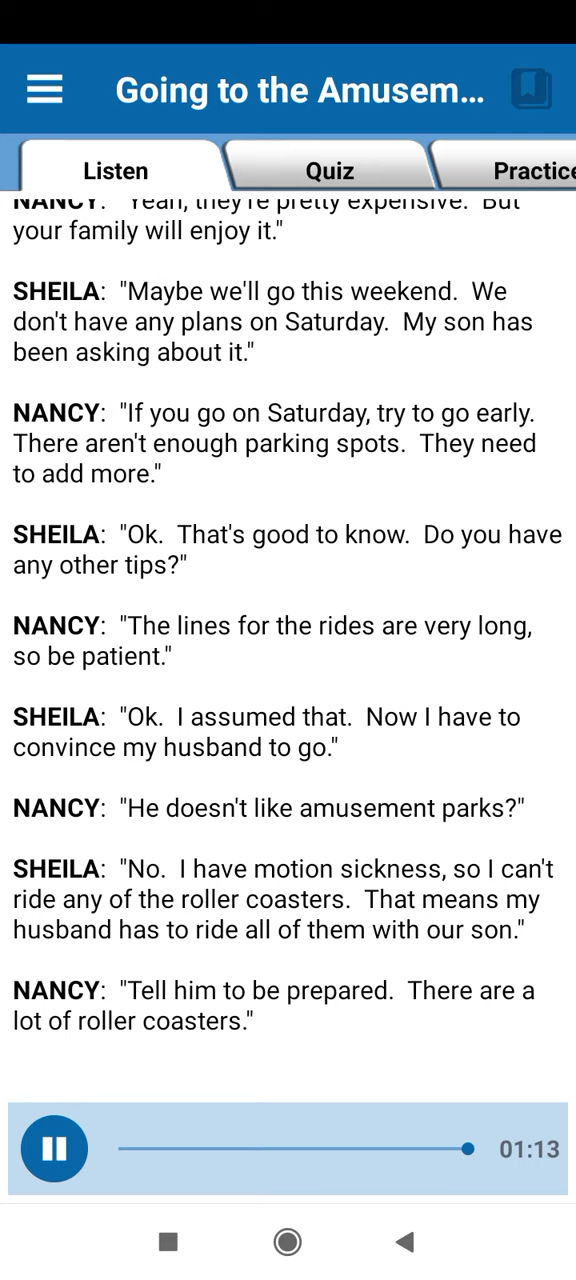 Going to the Amusem...
Listen
Quiz
Practice
NANCY: "Yeah, they're pretty expensive. But
your family will enjoy it."
SHEILA: "Maybe we'll go this weekend. We
don't have any plans on Saturday. My son has
been asking about it."
NANCY: "If you go on Saturday, try to go early.
There aren't enough parking spots. They need
to add more."
SHEILA: "Ok. That's good to know. Do you have
any other tips?"
NANCY: "The lines for the rides are very long,
so be patient."
SHEILA: "Ok. I assumed that. Now I have to
convince my husband to go."
NANCY: "He doesn't like amusement parks?"
SHEILA: "No. I have motion sickness, so I can't
ride any of the roller coasters. That means my
husband has to ride all of them with our son."
NANCY: "Tell him to be prepared. There are a
lot of roller coasters."
01:13